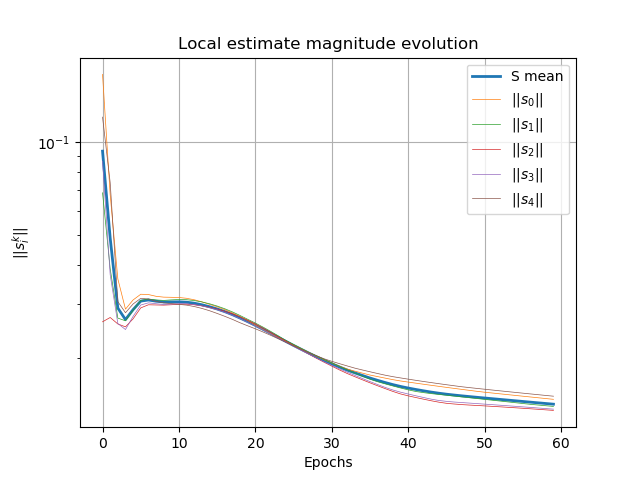 Local estimate magnitude evolution
S mean
||s₀||
||s₁||
||s₂||
||s₃||
||s₄||
10⁻¹
||sᵢᵏ||
0 10 20 30 40 50 60
Epochs